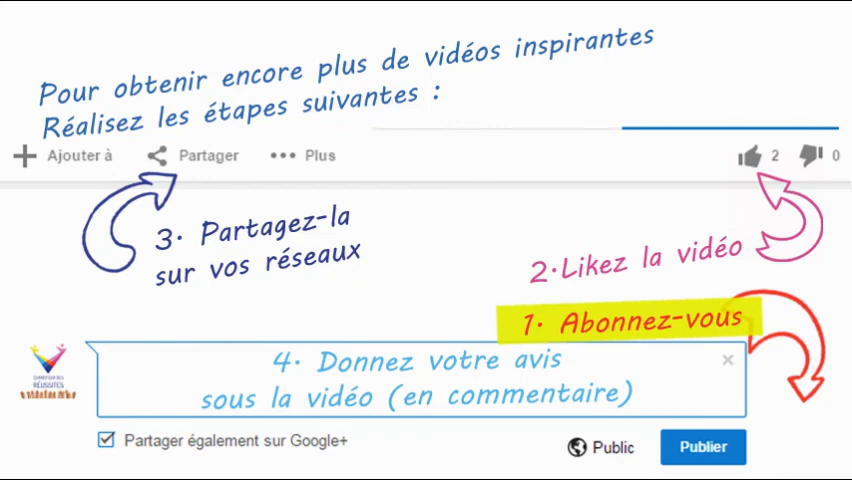 Pour obtenir encore plus de vidéos inspirantes
Réalisez les étapes suivantes :
Ajouter à
Partager
Plus
2
0
3. Partagez-la
sur vos réseaux
2.Likez la vidéo
1. Abonnez-vous
4. Donnez votre avis
sous la vidéo (en commentaire)
RÉUSSITES
Partager également sur Google+
Public
Publier